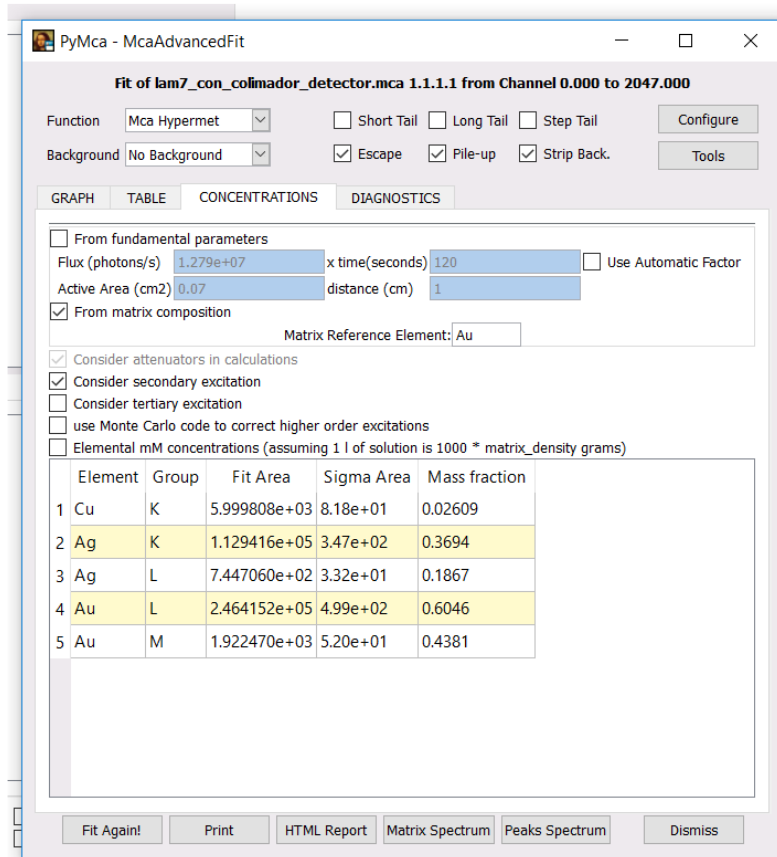 PyMca - McaAdvancedFit
Fit of lam7_con_colimador_detector.mca 1.1.1.1 from Channel 0.000 to 2047.000
Function Mca Hypermet Short Tail Long Tail Step Tail Configure
Background No Background Escape Pile-up Strip Back. Tools
GRAPH TABLE CONCENTRATIONS DIAGNOSTICS
From fundamental parameters
Flux (photons/s) 1.279e+07 x time(seconds) 120 Use Automatic Factor
Active Area (cm2) 0.07 distance (cm) 1
From matrix composition
Matrix Reference Element: Au
Consider attenuators in calculations
Consider secondary excitation
Consider tertiary excitation
use Monte Carlo code to correct higher order excitations
Elemental mM concentrations (assuming 1 l of solution is 1000 * matrix_density grams)
Element Group Fit Area Sigma Area Mass fraction
1 Cu K 5.999808e+03 8.18e+01 0.02609
2 Ag K 1.129416e+05 3.47e+02 0.3694
3 Ag L 7.447060e+02 3.32e+01 0.1867
4 Au L 2.464152e+05 4.99e+02 0.6046
5 Au M 1.922470e+03 5.20e+01 0.4381
Fit Again! Print HTML Report Matrix Spectrum Peaks Spectrum Dismiss